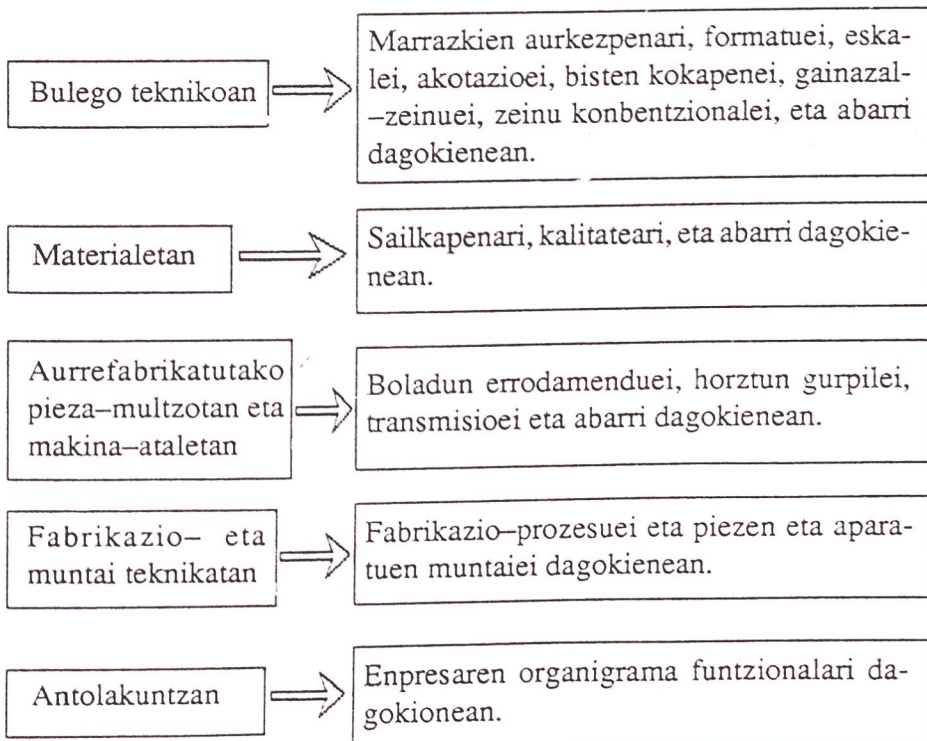 Bulego teknikoan
Marrazkien aurkezpenari, formatuei, eska-
lei, akotazioei, bisten kokapenei, gainazal-
–zeinuei, zeinu konbentzionalei, eta abarri
dagokienean.
Materialetan
Sailkapenari, kalitateari, eta abarri dagokie-
nean.
Aurrefabrikatutako
pieza–multzotan eta
makina–ataletan
Boladun errodamenduei, horztun gurpilei,
transmisioei eta abarri dagokienean.
Fabrikazio– eta
muntai teknikatan
Fabrikazio–prozesuei eta piezen eta apara-
tuen muntaiei dagokienean.
Antolakuntzan
Enpresaren organigrama funtzionalari da-
gokionean.